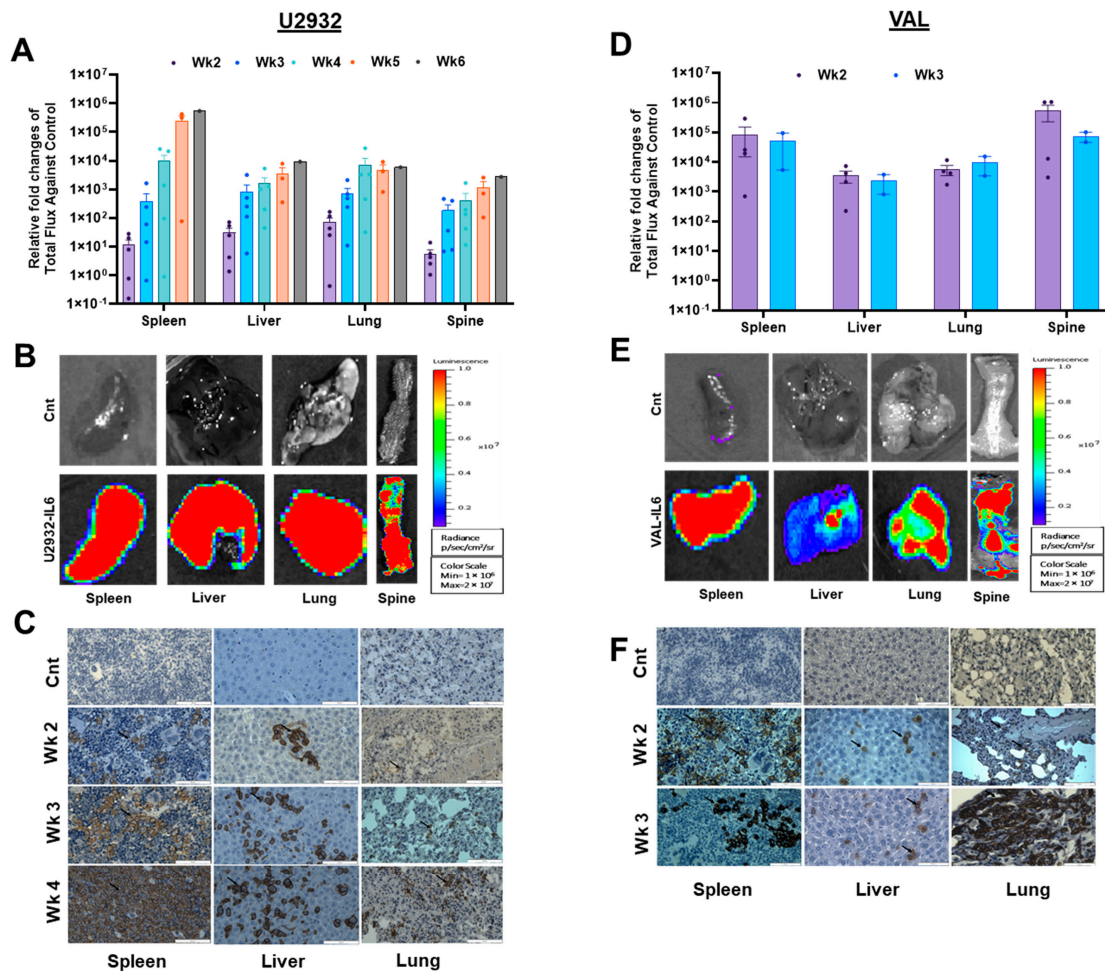 U2932
A
Wk2 Wk3 Wk4 Wk5 Wk6
Relative fold changes of
Total Flux Against Control
1×10⁷
1×10⁶
1×10⁵
1×10⁴
1×10³
1×10²
1×10¹
1×10⁰
1×10⁻¹
Spleen Liver Lung Spine
B
Cnt
U2932-IL6
Spleen Liver Lung Spine
Luminescence
1.0
0.8
0.6
×10⁷
0.4
0.2
Radiance
p/sec/cm²/sr
Color Scale
Min= 1 × 10⁶
Max=2 × 10⁷
C
Cnt
Wk 2
Wk 3
Wk 4
Spleen Liver Lung
VAL
D
Wk2 Wk3
Relative fold changes of
Total Flux Against Control
1×10⁷
1×10⁶
1×10⁵
1×10⁴
1×10³
1×10²
1×10¹
1×10⁰
1×10⁻¹
Spleen Liver Lung Spine
E
Cnt
VAL-IL6
Spleen Liver Lung Spine
Luminescence
1.0
0.8
0.6
×10⁷
0.4
0.2
Radiance
p/sec/cm²/sr
Color Scale
Min= 1 × 10⁶
Max=2 × 10⁷
F
Cnt
Wk 2
Wk 3
Spleen Liver Lung